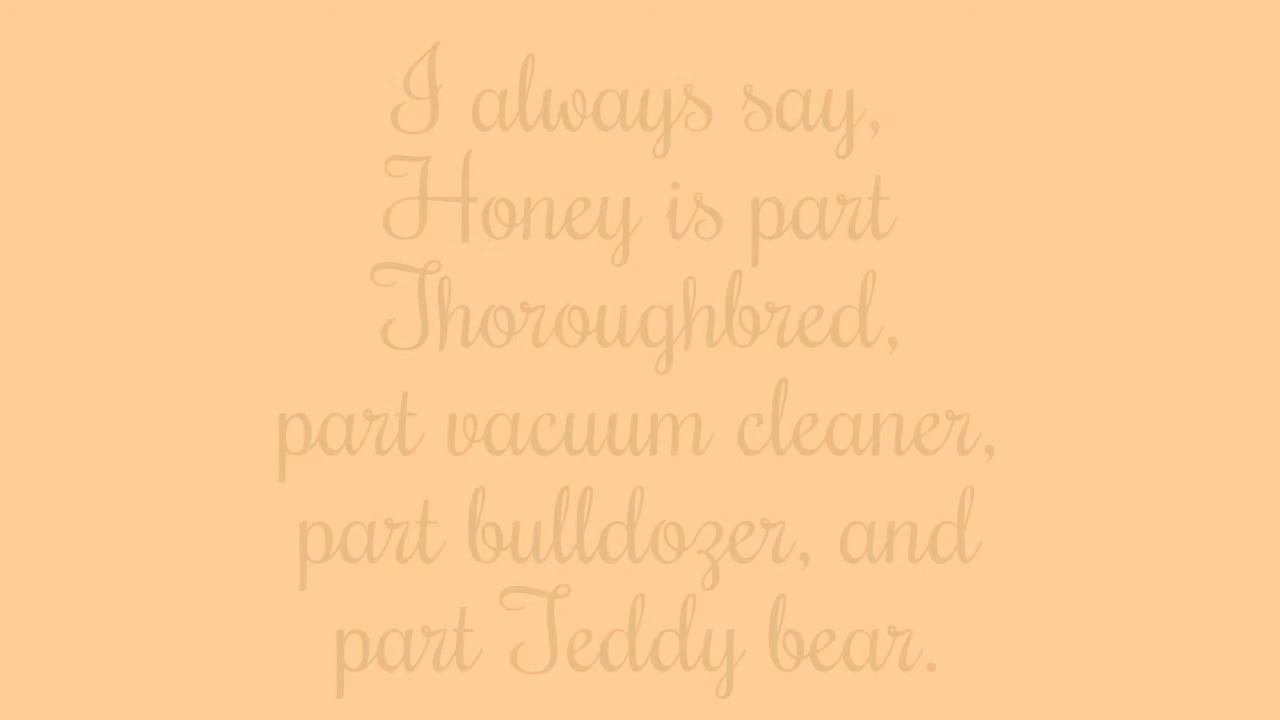 I always say,
Honey is part
Thoroughbred,
part vacuum cleaner,
part bulldozer, and
part Teddy bear.